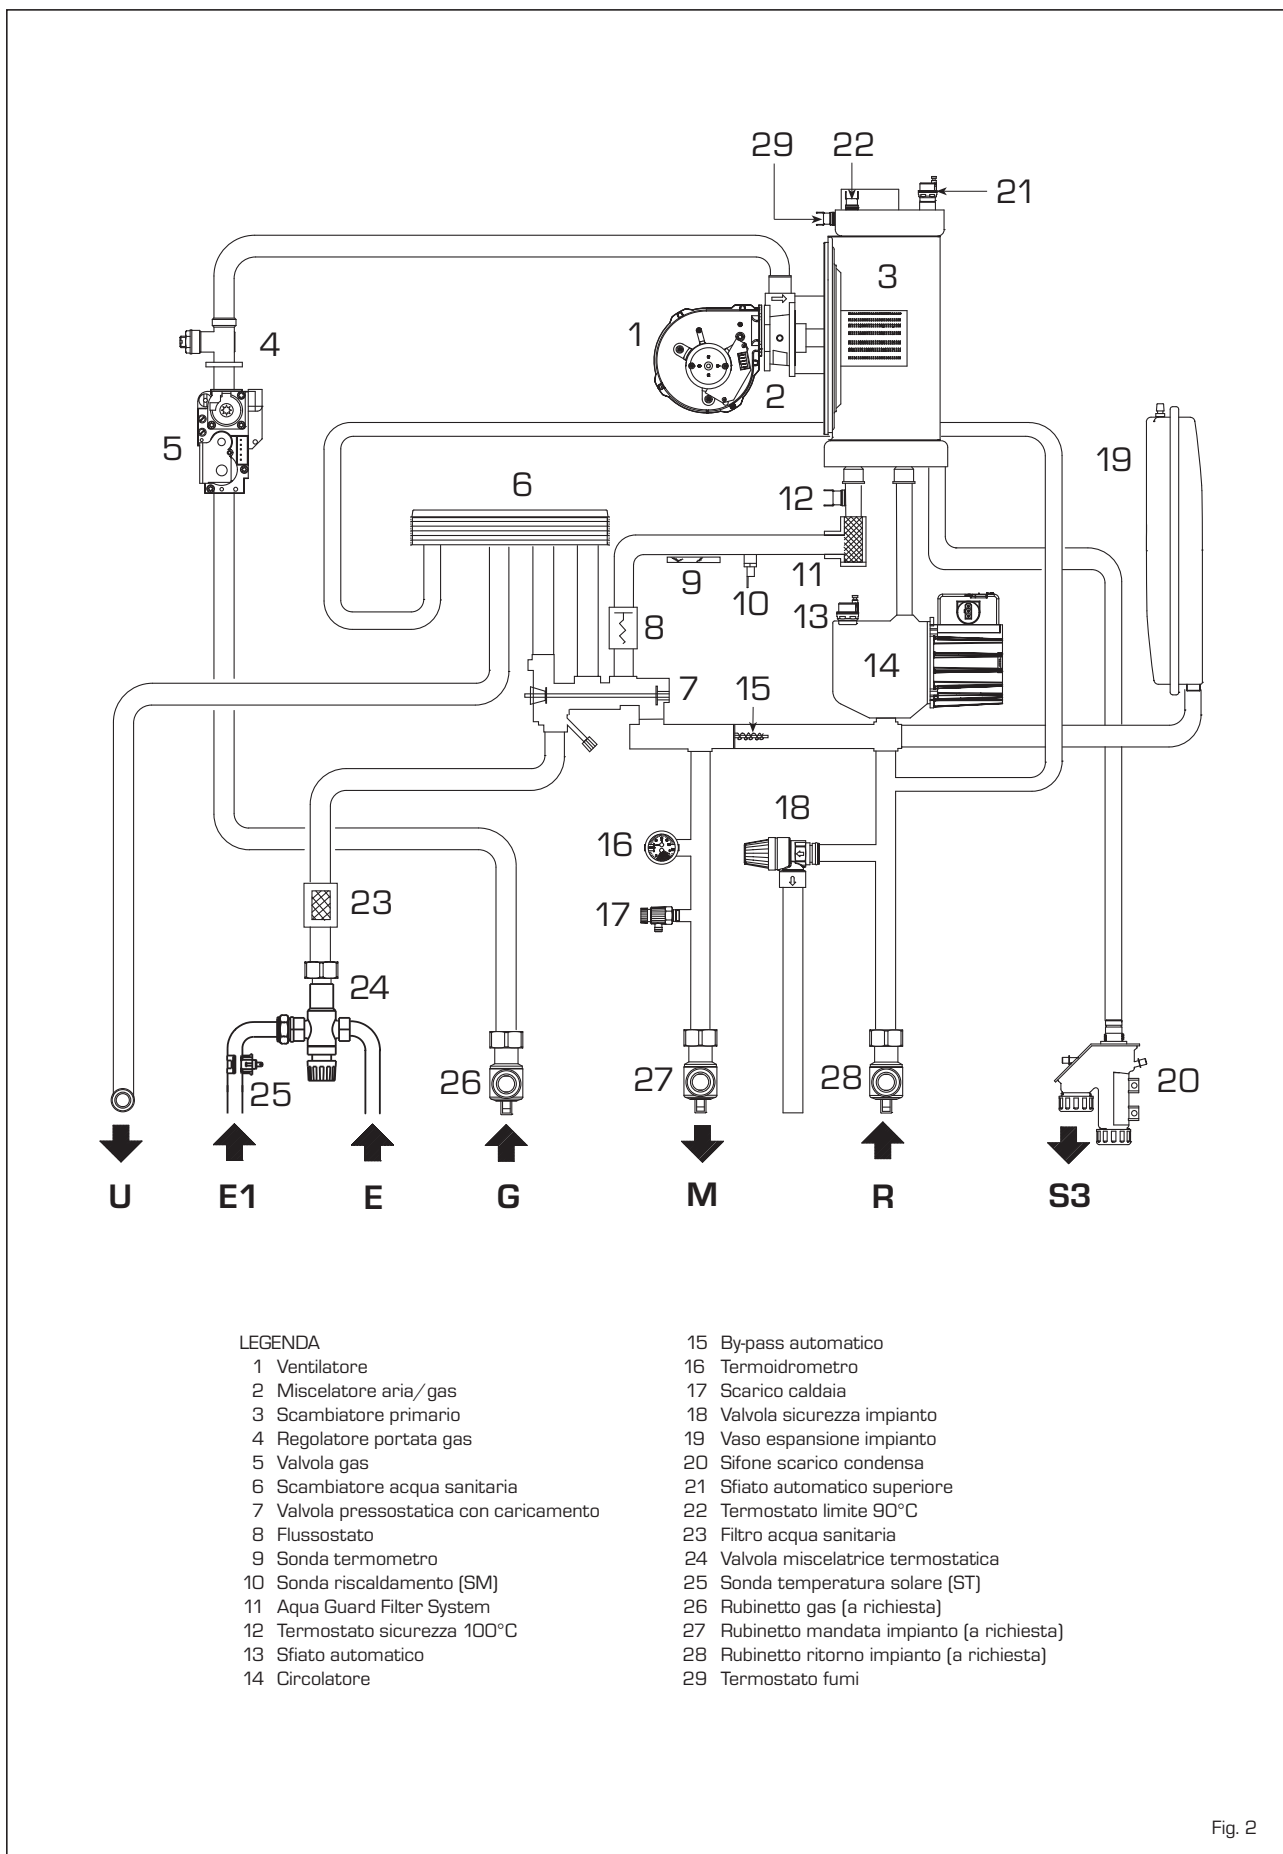 29 22
21
3
1
4
2
5
19
6
12
9
11
10
13
8
14
7
15
18
16
23
17
24
25
26
27
28
20
U E1 E G M R S3
LEGENDA
1 Ventilatore
2 Miscelatore aria/gas
3 Scambiatore primario
4 Regolatore portata gas
5 Valvola gas
6 Scambiatore acqua sanitaria
7 Valvola pressostatica con caricamento
8 Flussostato
9 Sonda termometro
10 Sonda riscaldamento (SM)
11 Aqua Guard Filter System
12 Termostato sicurezza 100°C
13 Sfiato automatico
14 Circolatore
15 By-pass automatico
16 Termoidrometro
17 Scarico caldaia
18 Valvola sicurezza impianto
19 Vaso espansione impianto
20 Sifone scarico condensa
21 Sfiato automatico superiore
22 Termostato limite 90°C
23 Filtro acqua sanitaria
24 Valvola miscelatrice termostatica
25 Sonda temperatura solare (ST)
26 Rubinetto gas (a richiesta)
27 Rubinetto mandata impianto (a richiesta)
28 Rubinetto ritorno impianto (a richiesta)
29 Termostato fumi
Fig. 2